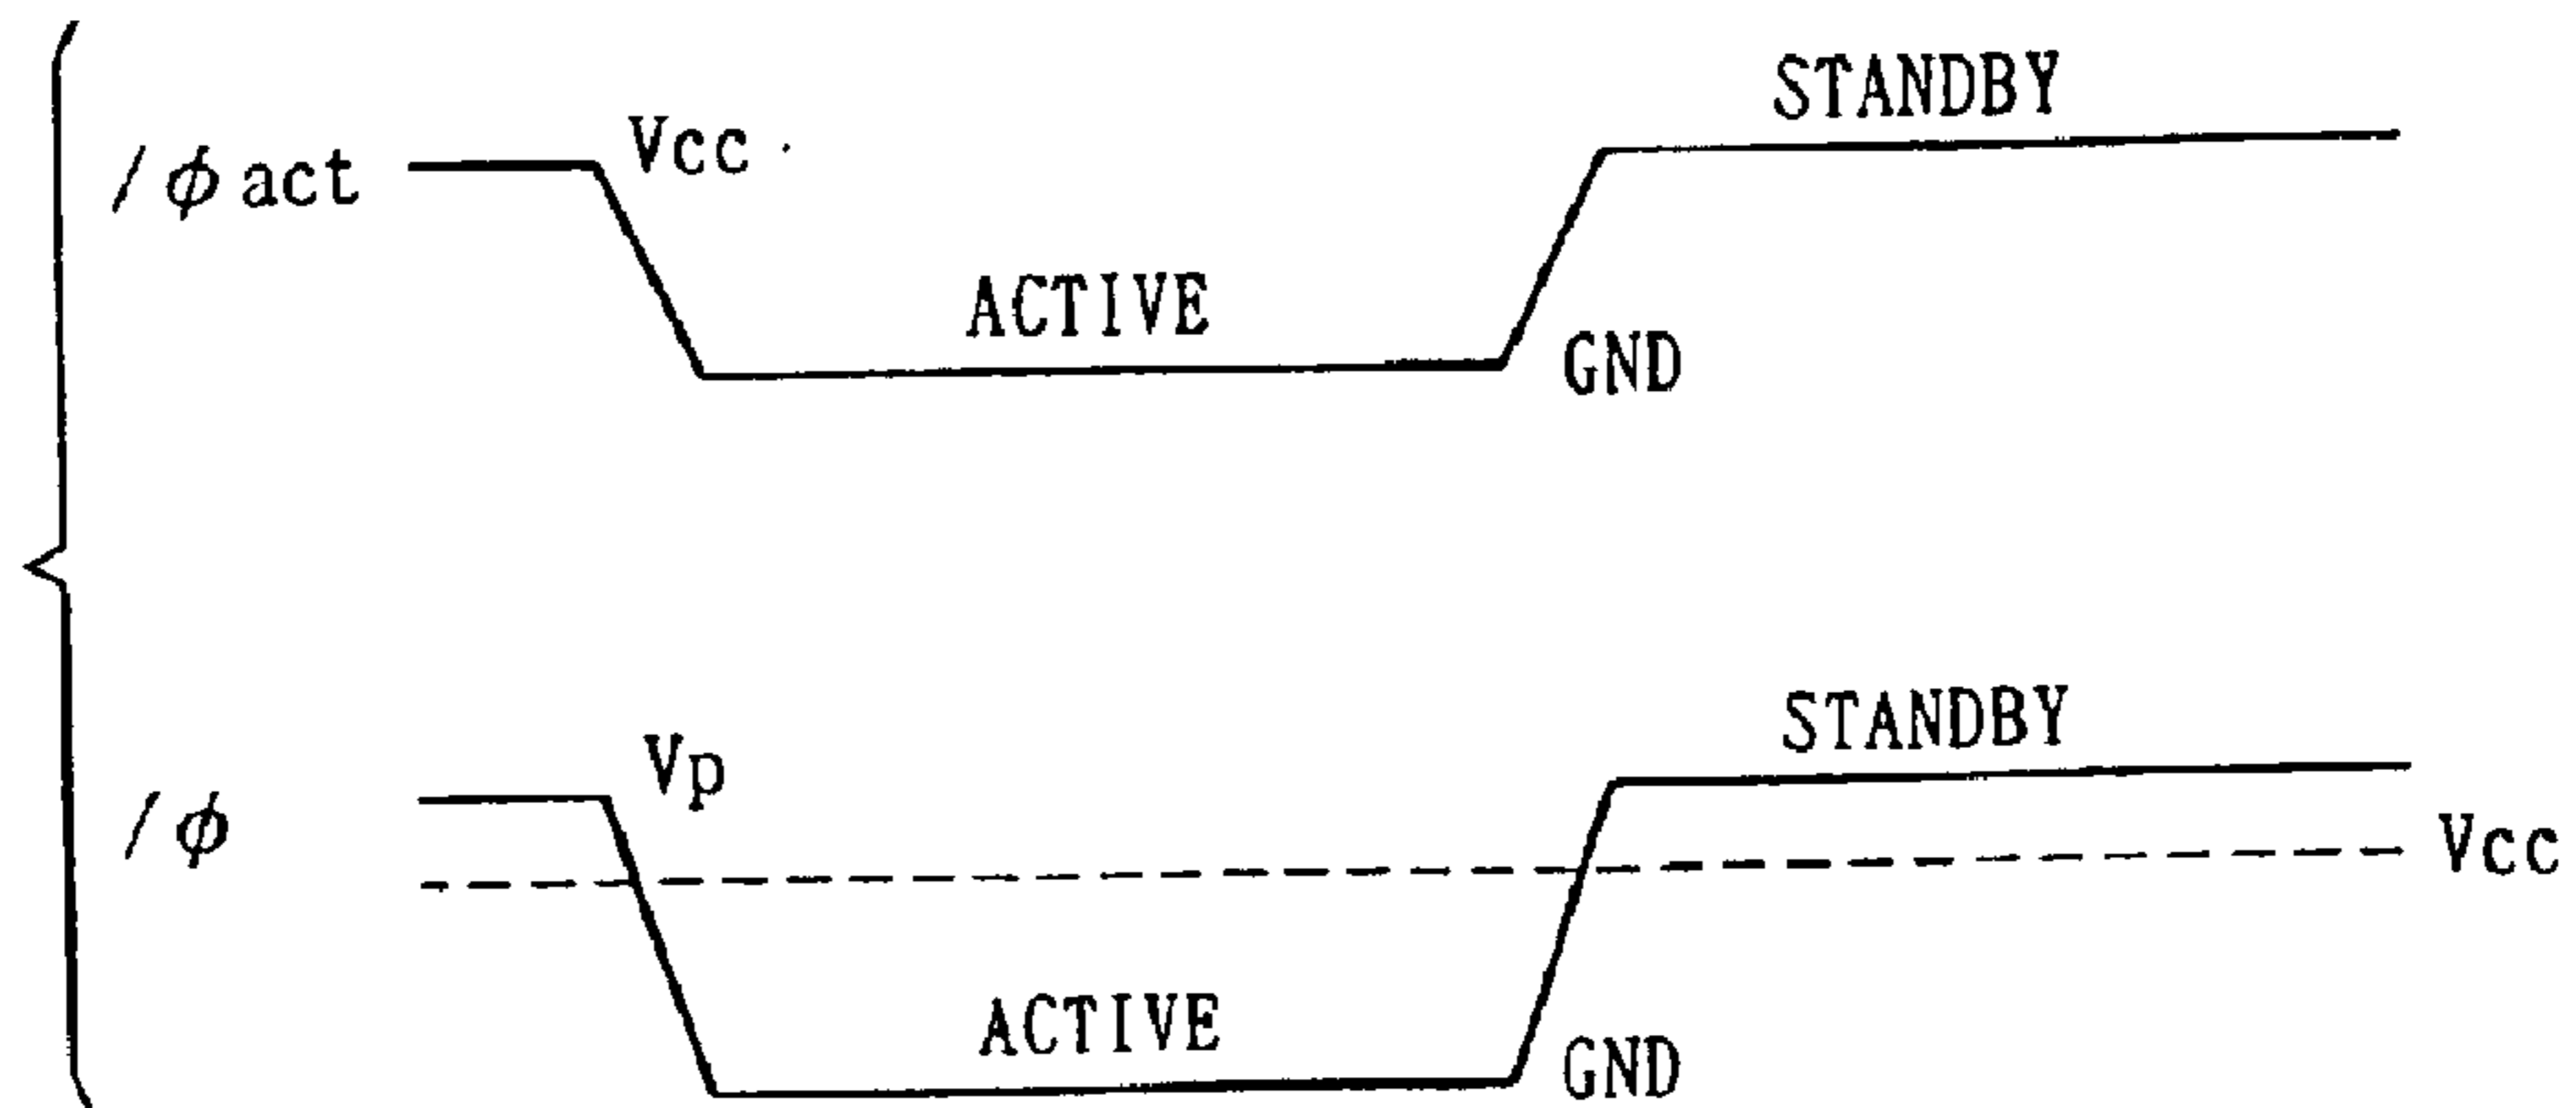 STANDBY
Vcc
/φact
ACTIVE
GND
STANDBY
Vp
/φ
Vcc
ACTIVE
GND